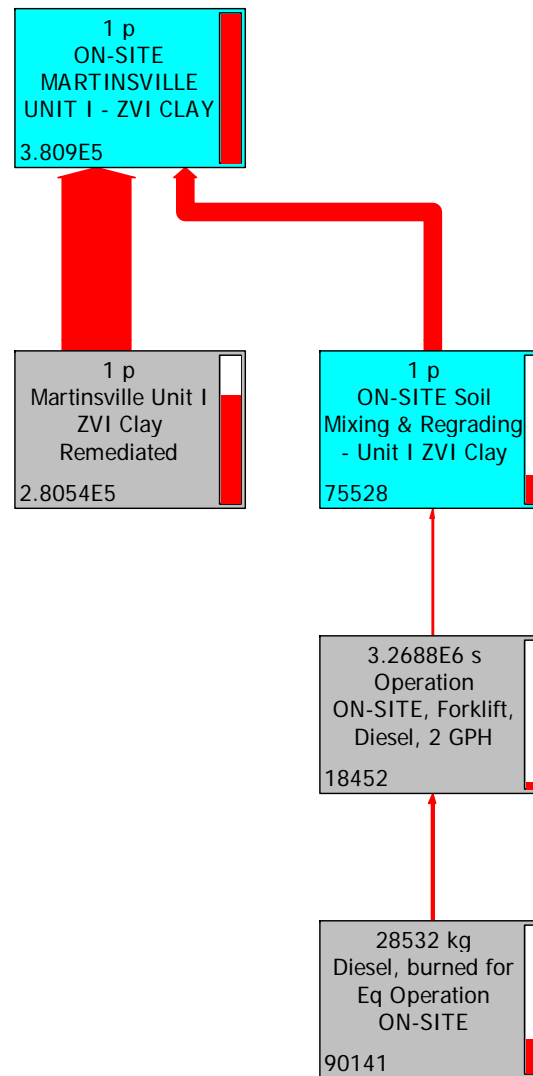 1 p
ON-SITE
MARTINSVILLE
UNIT I - ZVI CLAY
3.809E5
1 p
Martinsville Unit I
ZVI Clay
Remediated
2.8054E5
1 p
ON-SITE Soil
Mixing & Regrading
- Unit I ZVI Clay
75528
3.2688E6 s
Operation
ON-SITE, Forklift,
Diesel, 2 GPH
18452
28532 kg
Diesel, burned for
Eq Operation
ON-SITE
90141